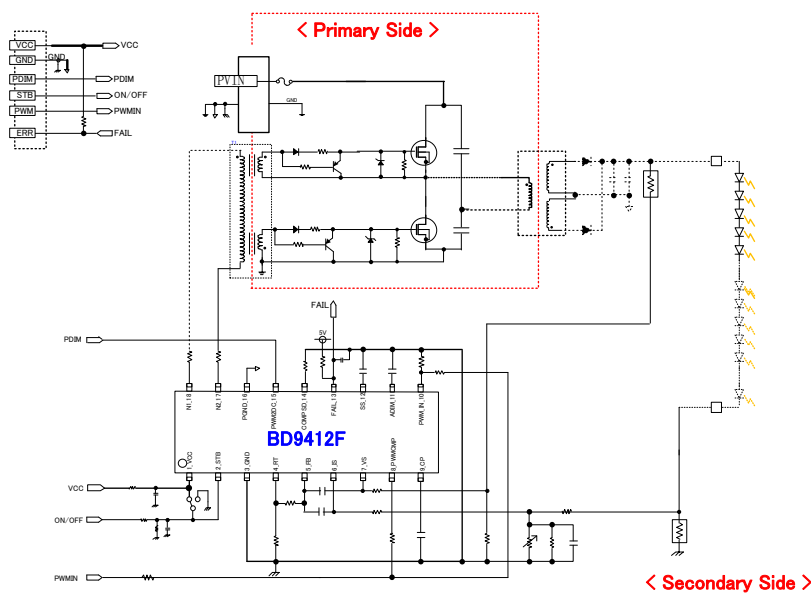 < Primary Side >
VCC
GND
PDIM
STB
PWM
ERR
GND
VCC
PDIM
ON/OFF
PWMIN
FAIL
PVIN
GND
FAIL
5V
PDIM
N1_18
N2_17
PGND_16
PWM2DC_15
COMPSD_14
FAIL_13
SS_12
ADIM_11
PWM_IN_10
BD9412F
1_VCC
2_STB
3_GND
4_RT
5_FB
6_IS
7_VS
8_PWMCMP
9_CP
VCC
ON/OFF
PWMIN
< Secondary Side >